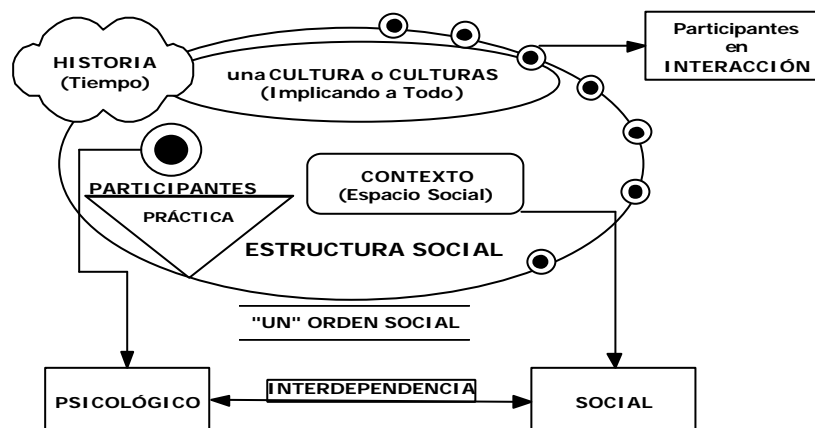 HISTORIA
(Tiempo)
una CULTURA o CULTURAS
(Implicando a Todo)
Participantes
en
INTERACCIÓN
PARTICIPANTES
PRÁCTICA
CONTEXTO
(Espacio Social)
ESTRUCTURA SOCIAL
"UN" ORDEN SOCIAL
PSICOLÓGICO
INTERDEPENDENCIA
SOCIAL